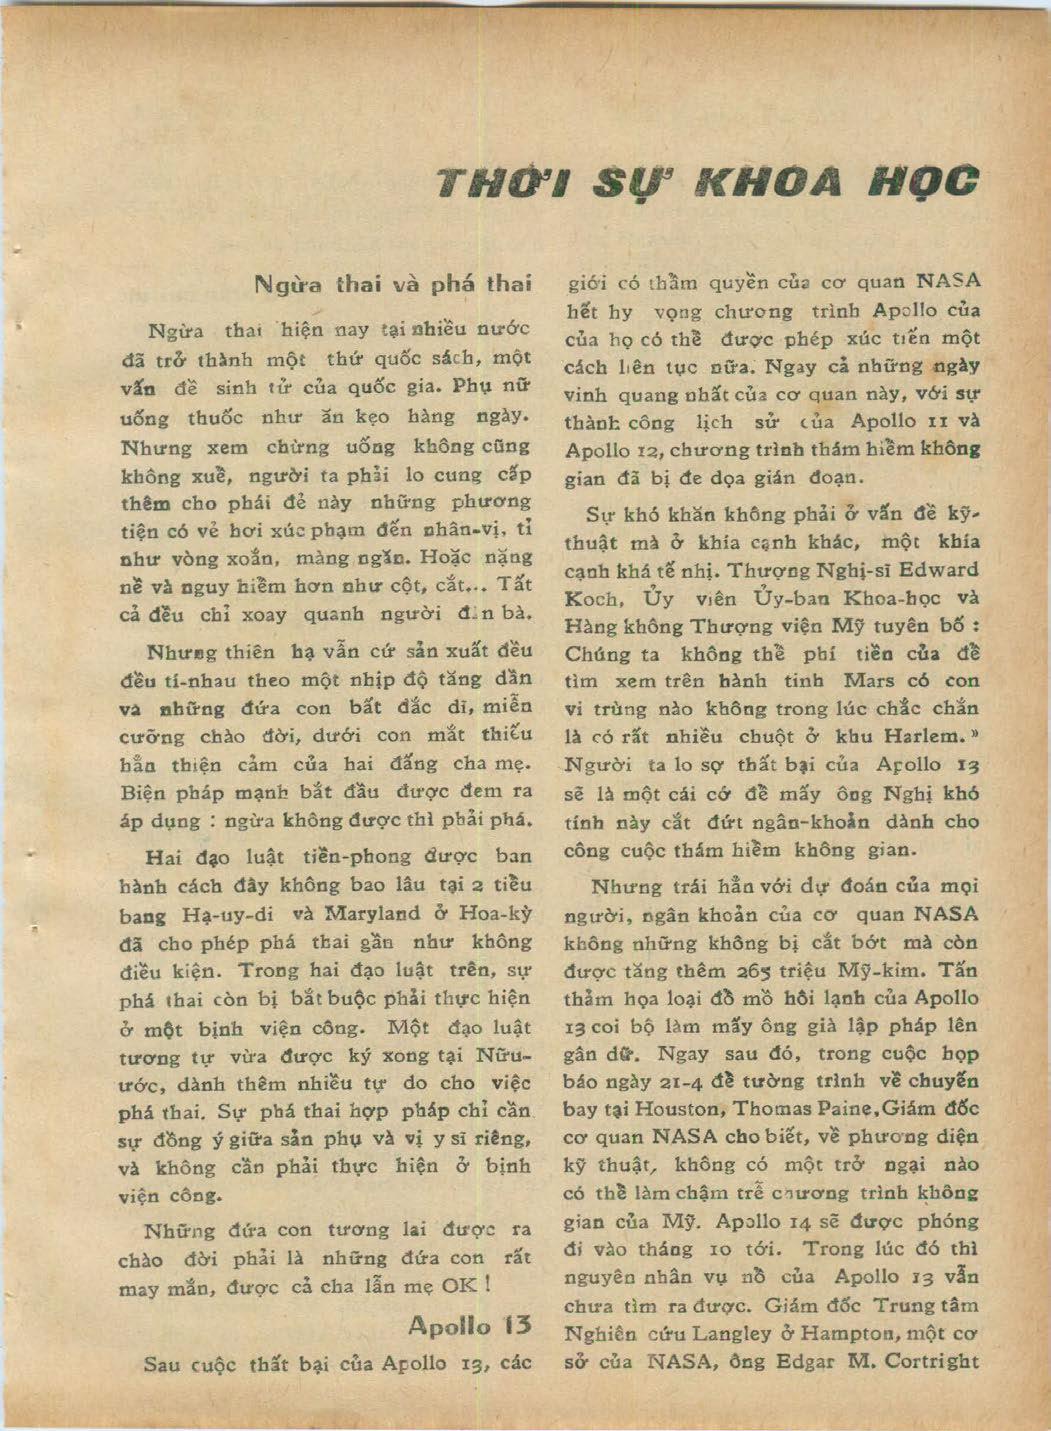 THỜI SỰ KHOA HỌC
Ngừa thai và phá thai
Ngừa thai hiện nay tại nhiều nước
đã trở thành một thứ quốc sách, một
vấn đề sinh tử của quốc gia. Phụ nữ
uống thuốc như ăn kẹo hàng ngày.
Nhưng xem chừng uống không cũng
không xuể, người ta phải lo cung cấp
thêm cho phái đẻ này những phương
tiện có vẻ hơi xúc phạm đến nhân-vị, tỉ
như vòng xoắn, màng ngăn. Hoặc nặng
nề và nguy hiểm hơn như cột, cắt... Tất
cả đều chỉ xoay quanh người đàn bà.
Nhưng thiên hạ vẫn cứ sản xuất đều
đều tí-nhau theo một nhịp độ tăng dần
và những đứa con bất đắc dĩ, miễn
cưỡng chào đời, dưới con mắt thiếu
hẳn thiện cảm của hai đấng cha mẹ.
Biện pháp mạnh bắt đầu được đem ra
áp dụng : ngừa không được thì phải phá.
Hai đạo luật tiền-phong được ban
hành cách đây không bao lâu tại 2 tiểu
bang Hạ-uy-di và Maryland ở Hoa-kỳ
đã cho phép phá thai gần như không
điều kiện. Trong hai đạo luật trên, sự
phá thai còn bị bắt buộc phải thực hiện
ở một bịnh viện công. Một đạo luật
tương tự vừa được ký xong tại Nữu-
ước, dành thêm nhiều tự do cho việc
phá thai. Sự phá thai hợp pháp chỉ cần
sự đồng ý giữa sản phụ và vị y sĩ riêng,
và không cần phải thực hiện ở bịnh
viện công.
Những đứa con tương lai được ra
chào đời phải là những đứa con rất
may mắn, được cả cha lẫn mẹ OK !
Apollo 13
Sau cuộc thất bại của Apollo 13, các
giới có thẩm quyền của cơ quan NASA
hết hy vọng chương trình Apollo của
của họ có thể được phép xúc tiến một
cách liên tục nữa. Ngay cả những ngày
vinh quang nhất của cơ quan này, với sự
thành công lịch sử của Apollo 11 và
Apollo 12, chương trình thám hiểm không
gian đã bị đe dọa gián đoạn.
Sự khó khăn không phải ở vấn đề kỹ-
thuật mà ở khía cạnh khác, một khía
cạnh khá tế nhị. Thượng Nghị-sĩ Edward
Koch, Ủy viên Ủy-ban Khoa-học và
Hàng không Thượng viện Mỹ tuyên bố :
Chúng ta không thể phí tiền của để
tìm xem trên hành tinh Mars có con
vi trùng nào không trong lúc chắc chắn
là có rất nhiều chuột ở khu Harlem.»
Người ta lo sợ thất bại của Apollo 13
sẽ là một cái cớ để mấy ông Nghị khó
tính này cắt đứt ngân-khoản dành cho
công cuộc thám hiểm không gian.
Nhưng trái hẳn với dự đoán của mọi
người, ngân khoản của cơ quan NASA
không những không bị cắt bớt mà còn
được tăng thêm 265 triệu Mỹ-kim. Tấn
thảm họa loại đồ mồ hôi lạnh của Apollo
13 coi bộ làm mấy ông già lập pháp lên
gân dữ. Ngay sau đó, trong cuộc họp
báo ngày 21-4 để tường trình về chuyến
bay tại Houston, Thomas Paine, Giám đốc
cơ quan NASA cho biết, về phương diện
kỹ thuật, không có một trở ngại nào
có thể làm chậm trễ chương trình không
gian của Mỹ. Apollo 14 sẽ được phóng
đi vào tháng 10 tới. Trong lúc đó thì
nguyên nhân vụ nổ của Apollo 13 vẫn
chưa tìm ra được. Giám đốc Trung tâm
Nghiên cứu Langley ở Hampton, một cơ
sở của NASA, ông Edgar M. Cortright